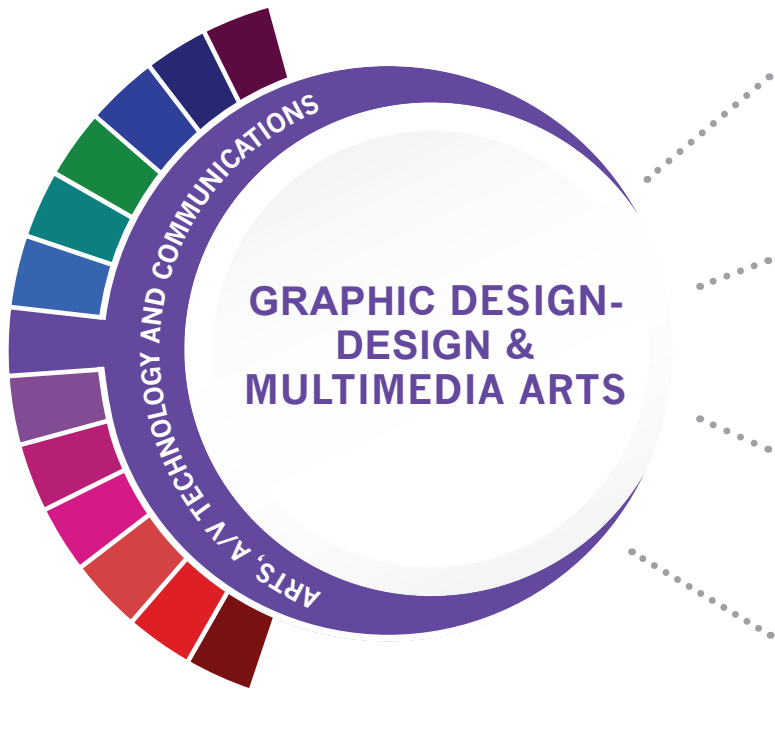 ARTS, A/V TECHNOLOGY AND COMMUNICATIONS
GRAPHIC DESIGN-
DESIGN &
MULTIMEDIA ARTS